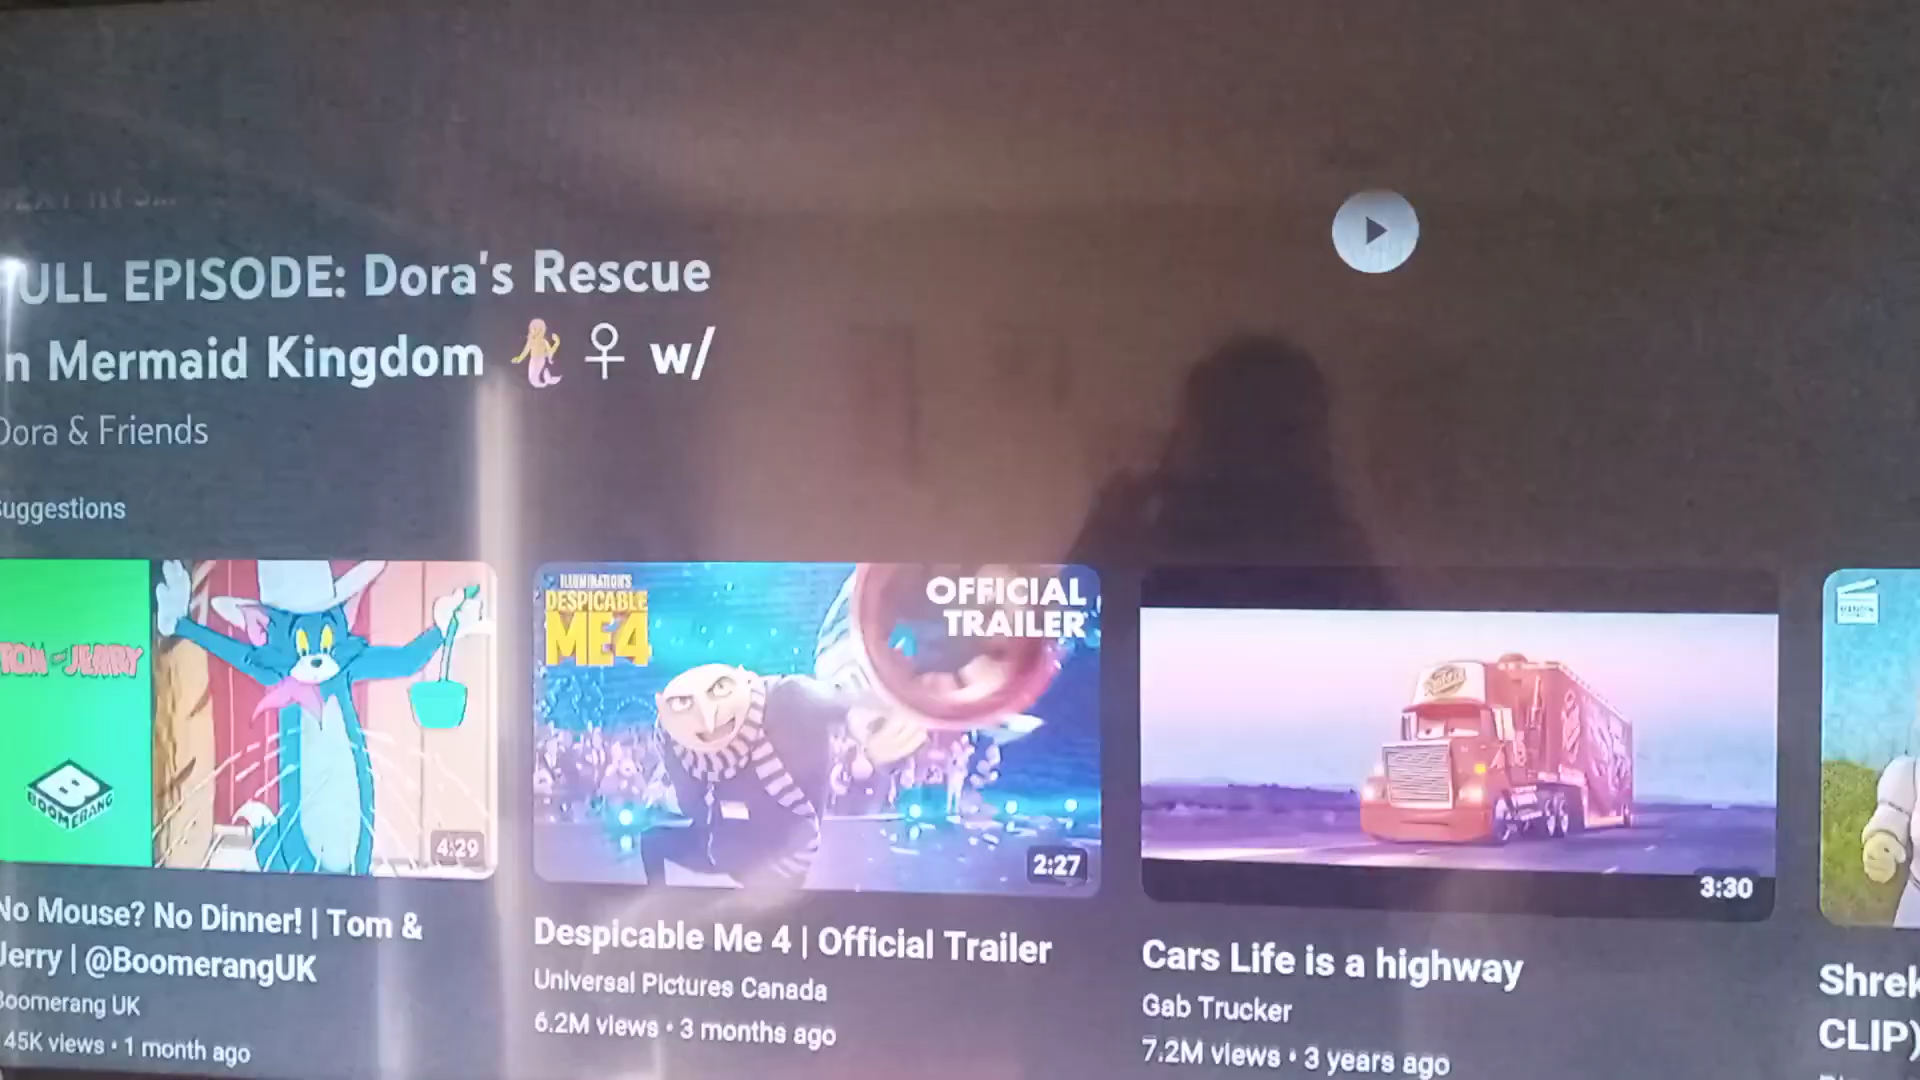 ULL EPISODE: Dora's Rescue
n Mermaid Kingdom 🧜 ♀ w/
Dora & Friends
uggestions
TOM and JERRY
BOOMERANG
4:29
ILLUMINATION'S
DESPICABLE
ME4
OFFICIAL
TRAILER
2:27
3:30
No Mouse? No Dinner! | Tom &
Jerry | @BoomerangUK
Boomerang UK
45K views • 1 month ago
Despicable Me 4 | Official Trailer
Universal Pictures Canada
6.2M views • 3 months ago
Cars Life is a highway
Gab Trucker
7.2M views • 3 years ago
Shrek
CLIP)